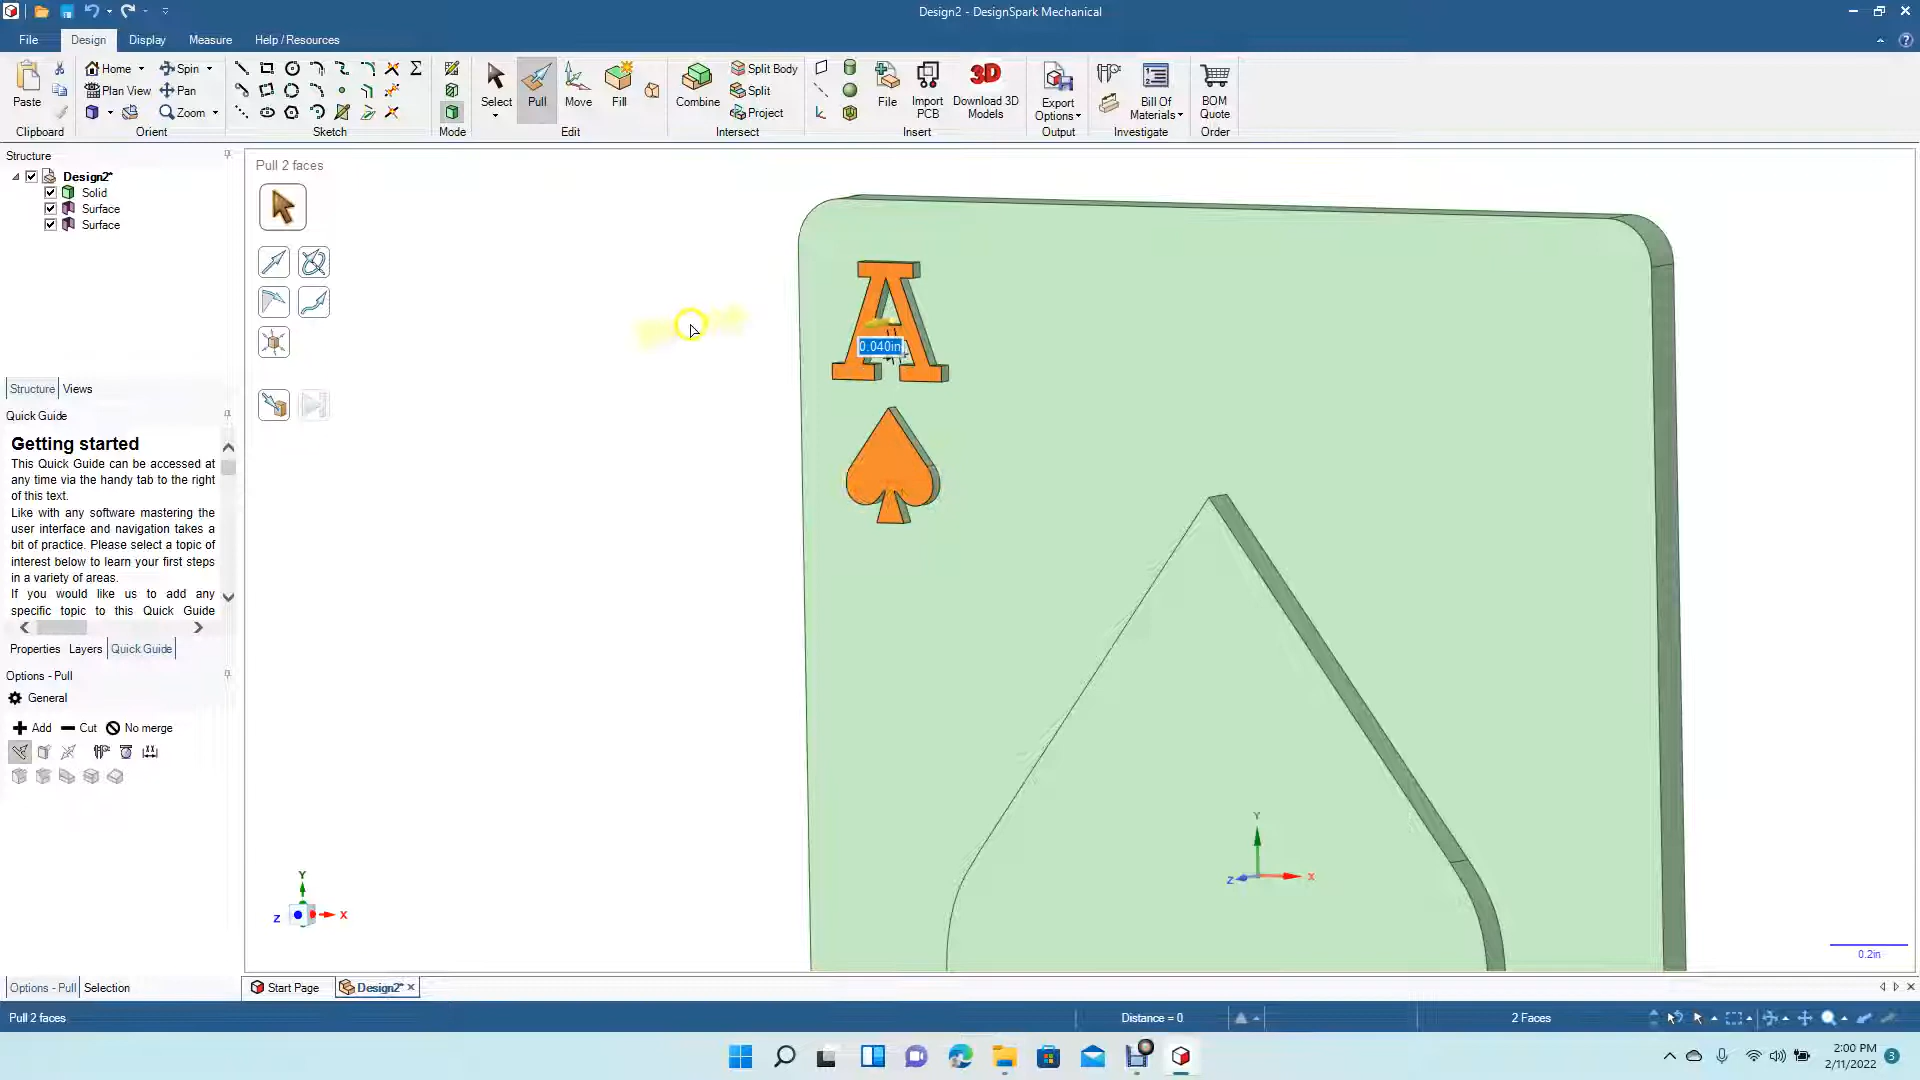 Design2 - DesignSpark Mechanical
File
Design
Display
Measure
Help / Resources
Paste
Home
Plan View
Spin
Pan
Zoom
Select
Pull
Move
Fill
Combine
Split Body
Split
Project
File
Import
PCB
3D
Download 3D
Models
Export
Options
Bill Of
Materials
BOM
Quote
Clipboard
Orient
Sketch
Mode
Edit
Intersect
Insert
Output
Investigate
Order
Structure
Design2*
Solid
Surface
Surface
Structure
Views
Quick Guide
Getting started
This Quick Guide can be accessed at
any time via the handy tab to the right
of this text.
Like with any software mastering the
user interface and navigation takes a
bit of practice. Please select a topic of
interest below to learn your first steps
in a variety of areas.
If you would like us to add any
specific topic to this Quick Guide
Properties
Layers
Quick Guide
Options - Pull
General
Add
Cut
No merge
Options - Pull
Selection
Pull 2 faces
A
0.040in
Y
Z
X
Y
Z
X
0.2in
Start Page
Design2*
Pull 2 faces
Distance = 0
2 Faces
2:00 PM
2/11/2022
3